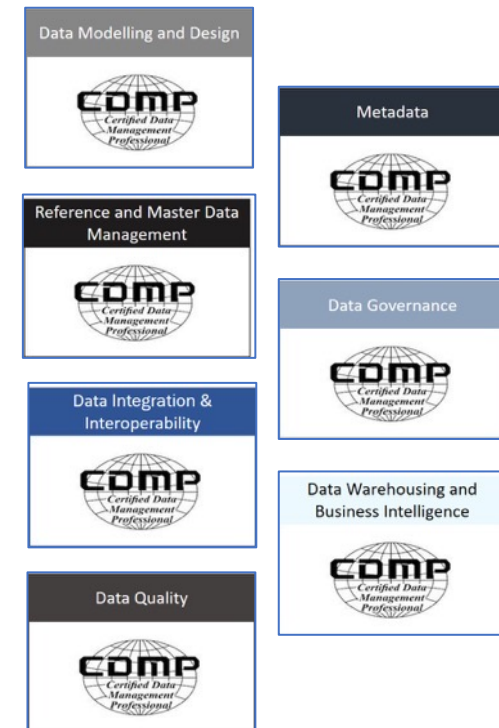 Data Modelling and Design
CDMP
Certified Data
Management
Professional
Reference and Master Data
Management
CDMP
Certified Data
Management
Professional
Data Integration &
Interoperability
CDMP
Certified Data
Management
Professional
Data Quality
CDMP
Certified Data
Management
Professional
Metadata
CDMP
Certified Data
Management
Professional
Data Governance
CDMP
Certified Data
Management
Professional
Data Warehousing and
Business Intelligence
CDMP
Certified Data
Management
Professional